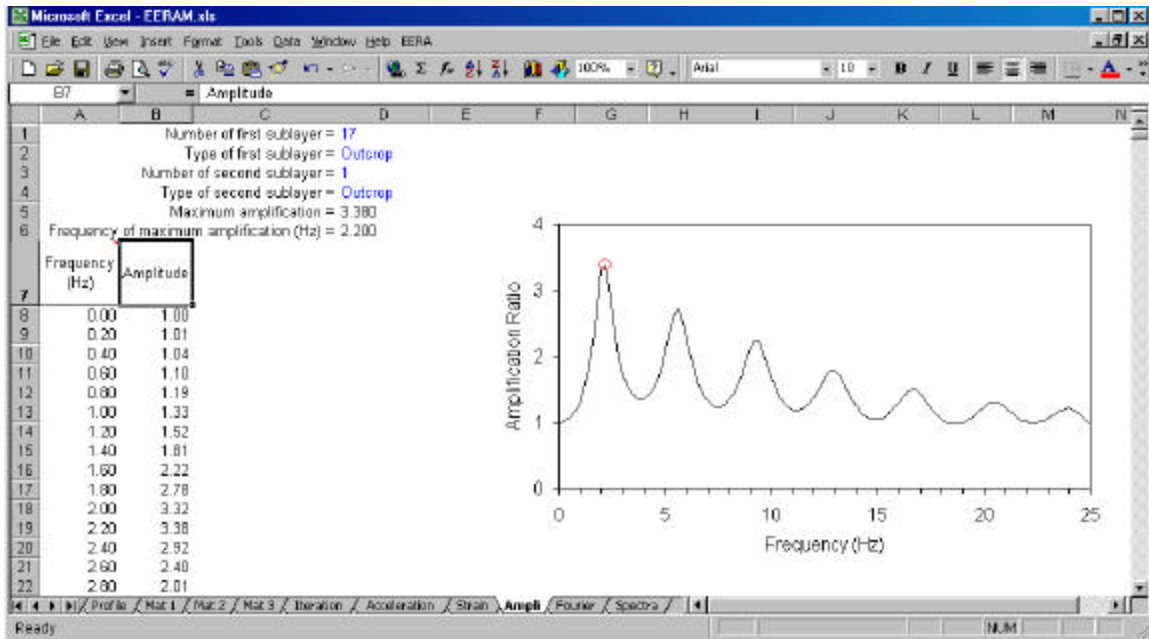 Microsoft Excel - EERAM.xls
File Edit View Insert Format Tools Data Window Help EERA
100% Arial 10 B I U A
B7 = Amplitude
A B C D E F G H I J K L M N
1 Number of first sublayer = 17
2 Type of first sublayer = Outcrop
3 Number of second sublayer = 1
4 Type of second sublayer = Outcrop
5 Maximum amplification = 3.380
6 Frequency of maximum amplification (Hz) = 2.200
7 Frequency (Hz) Amplitude
8 0.00 1.00
9 0.20 1.01
10 0.40 1.04
11 0.60 1.10
12 0.80 1.19
13 1.00 1.33
14 1.20 1.52
15 1.40 1.81
16 1.60 2.22
17 1.80 2.78
18 2.00 3.32
19 2.20 3.38
20 2.40 2.92
21 2.60 2.40
22 2.80 2.01
Amplification Ratio
4
3
2
1
0
0 5 10 15 20 25
Frequency (Hz)
Profile Mat 1 Mat 2 Mat 3 Iteration Acceleration Strain Ampli Fourier Spectra
Ready NUM